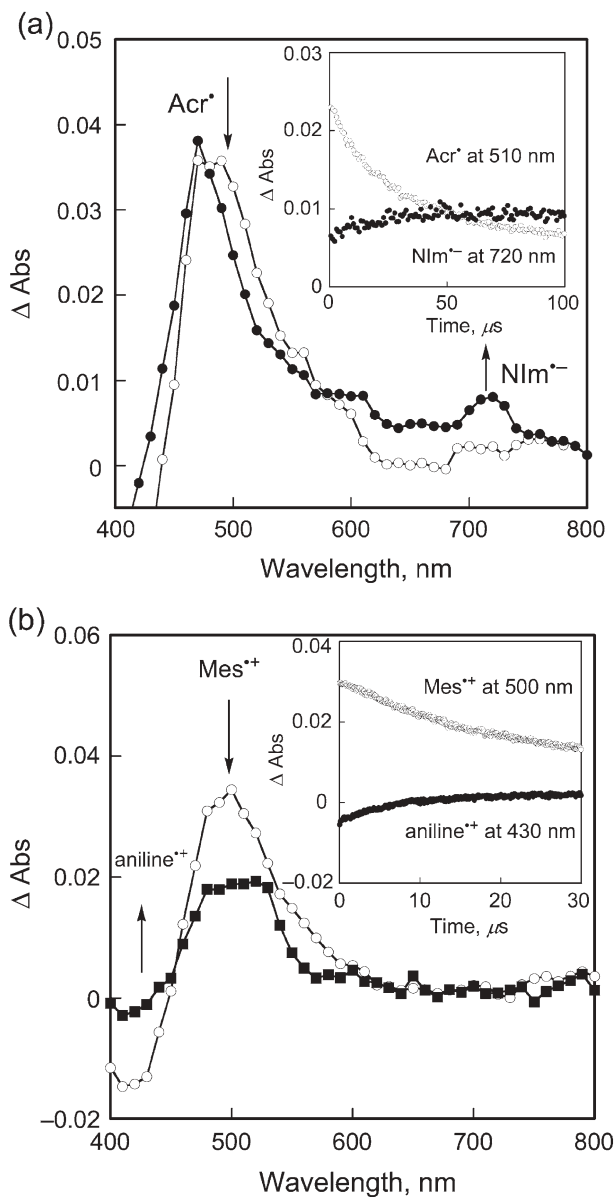 (a)
0.05
0.04
0.03
0.02
0.01
0
Δ Abs
Acr•
NIm•–
400 500 600 700 800
Wavelength, nm
0.03
0.02
0.01
0
Δ Abs
Acr• at 510 nm
NIm•– at 720 nm
0 50 100
Time, μs
(b)
0.06
0.04
0.02
0
–0.02
Δ Abs
Mes•+
aniline•+
400 500 600 700 800
Wavelength, nm
0.04
0.02
0
–0.02
Δ Abs
Mes•+ at 500 nm
aniline•+ at 430 nm
0 10 20 30
Time, μs